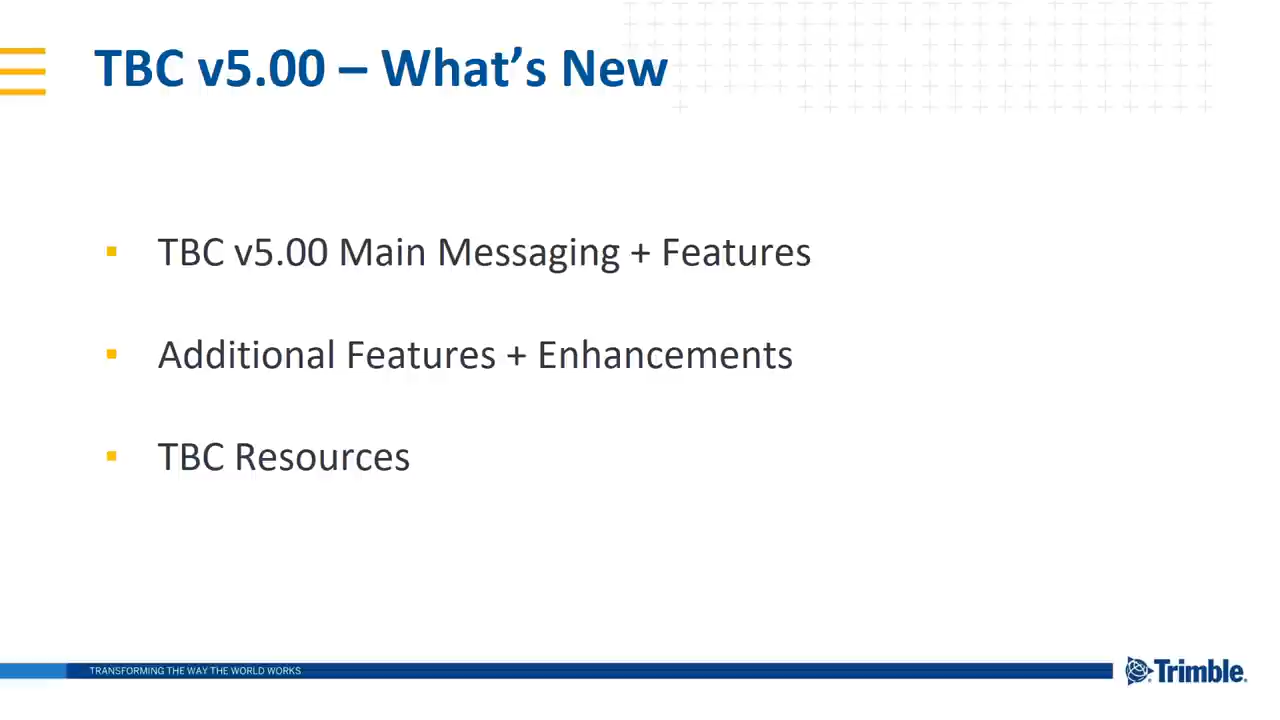 TBC v5.00 – What’s New
▪ TBC v5.00 Main Messaging + Features
▪ Additional Features + Enhancements
▪ TBC Resources
TRANSFORMING THE WAY THE WORLD WORKS
Trimble